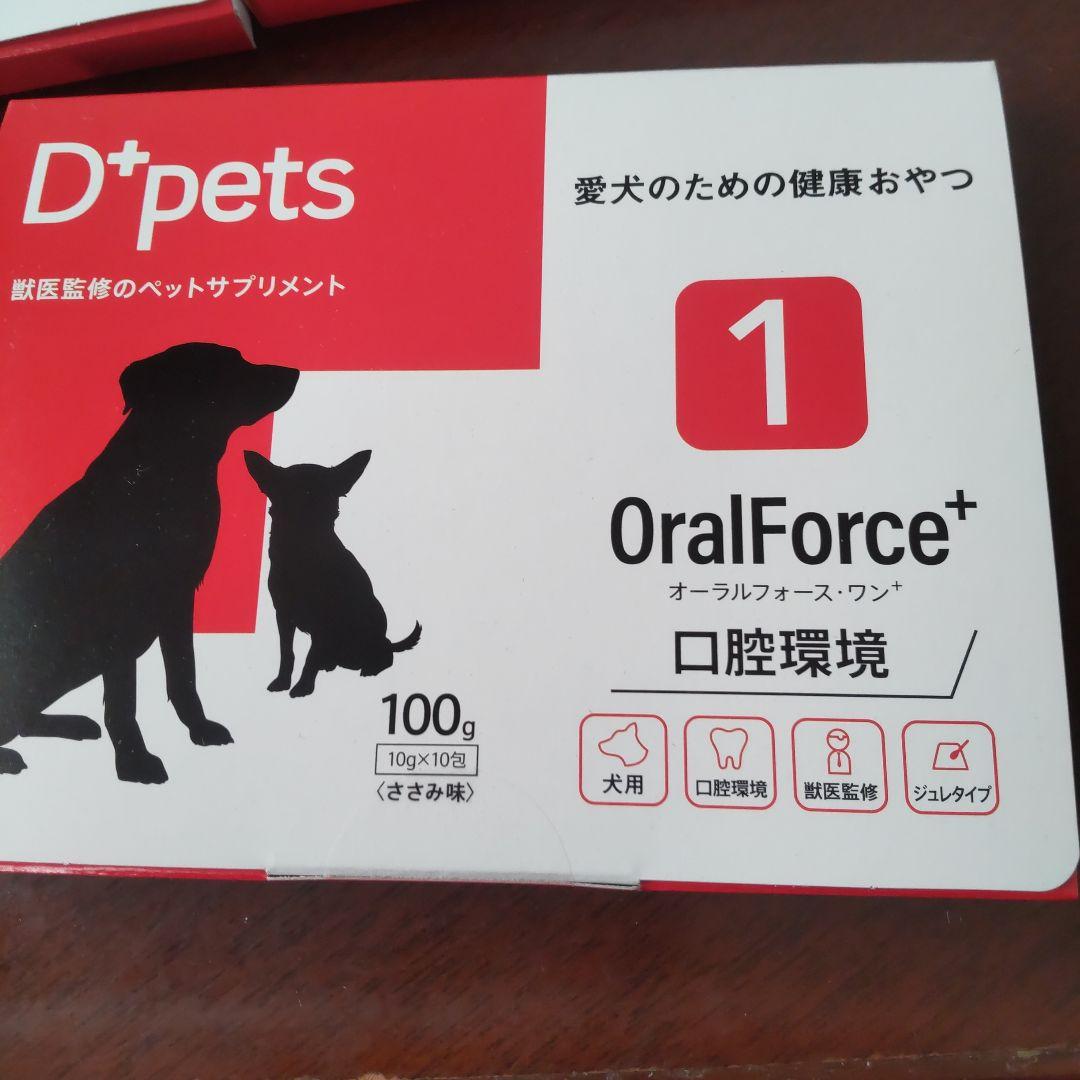 D+pets
獣医監修のペットサプリメント
愛犬のための健康おやつ
1
OralForce+
オーラルフォース・ワン+
口腔環境
100g
10g×10包
〈ささみ味〉
犬用
口腔環境
獣医監修
ジュレタイプ